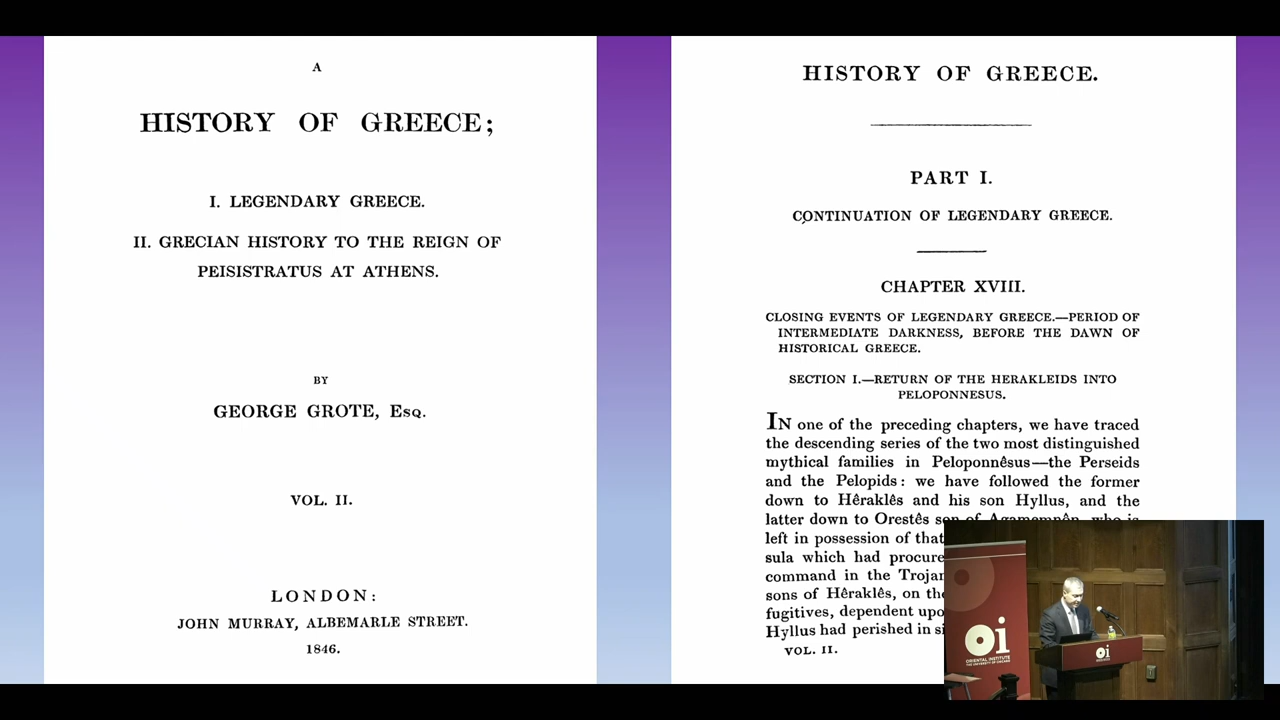 A
HISTORY OF GREECE;
I. LEGENDARY GREECE.
II. GRECIAN HISTORY TO THE REIGN OF
PEISISTRATUS AT ATHENS.
BY
GEORGE GROTE, Esq.
VOL. II.
LONDON:
JOHN MURRAY, ALBEMARLE STREET.
1846.
HISTORY OF GREECE.
PART I.
CONTINUATION OF LEGENDARY GREECE.
CHAPTER XVIII.
CLOSING EVENTS OF LEGENDARY GREECE.—PERIOD OF
INTERMEDIATE DARKNESS, BEFORE THE DAWN OF
HISTORICAL GREECE.
SECTION I.—RETURN OF THE HERAKLEIDS INTO
PELOPONNESUS.
IN one of the preceding chapters, we have traced
the descending series of the two most distinguished
mythical families in Peloponnêsus—the Perseids
and the Pelopids: we have followed the former
down to Hêraklês and his son Hyllus, and the
latter down to Orestês son of Agamemnôn, who is
left in possession of that
sula which had procure
command in the Trojan
sons of Hêraklês, on the
fugitives, dependent upo
Hyllus had perished in si
VOL. II.
oi
ORIENTAL INSTITUTE
THE UNIVERSITY OF CHICAGO
oi